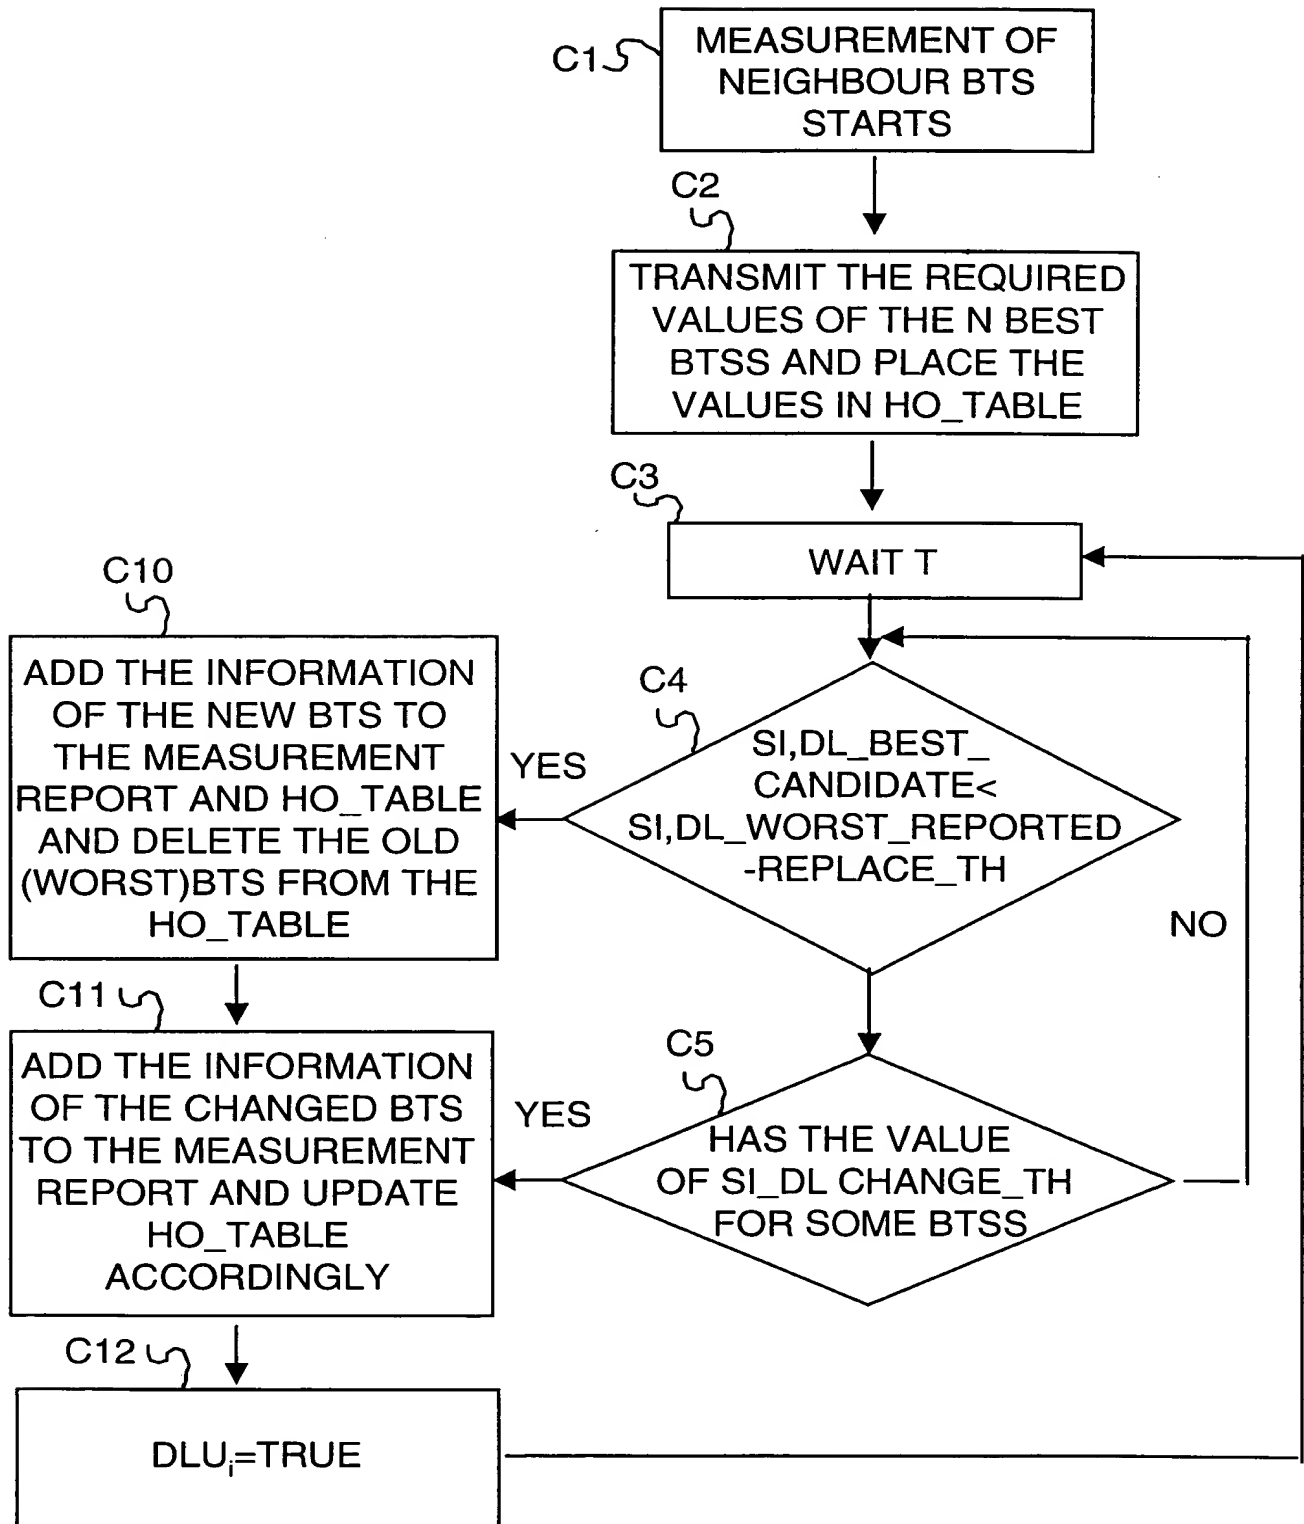 C1
MEASUREMENT OF
NEIGHBOUR BTS
STARTS
C2
TRANSMIT THE REQUIRED
VALUES OF THE N BEST
BTSS AND PLACE THE
VALUES IN HO_TABLE
C3
WAIT T
C4
SI,DL_BEST_
CANDIDATE<
SI,DL_WORST_REPORTED
-REPLACE_TH
YES
C10
ADD THE INFORMATION
OF THE NEW BTS TO
THE MEASUREMENT
REPORT AND HO_TABLE
AND DELETE THE OLD
(WORST)BTS FROM THE
HO_TABLE
NO
C5
HAS THE VALUE
OF SI_DL CHANGE_TH
FOR SOME BTSS
YES
C11
ADD THE INFORMATION
OF THE CHANGED BTS
TO THE MEASUREMENT
REPORT AND UPDATE
HO_TABLE
ACCORDINGLY
C12
DLUi=TRUE